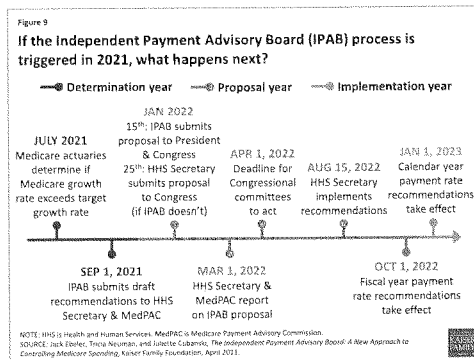 Figure 9
If the Independent Payment Advisory Board (IPAB) process is
triggered in 2021, what happens next?
Determination year
Proposal year
Implementation year
JULY 2021
Medicare actuaries
determine if
Medicare growth
rate exceeds target
growth rate
SEP 1, 2021
IPAB submits draft
recommendations to HHS
Secretary & MedPAC
JAN 2022
15th: IPAB submits
proposal to President
& Congress
25th: HHS Secretary
submits proposal
to Congress
(if IPAB doesn't)
MAR 1, 2022
HHS Secretary &
MedPAC report
on IPAB proposal
APR 1, 2022
Deadline for
Congressional
committees
to act
AUG 15, 2022
HHS Secretary
implements
recommendations
OCT 1, 2022
Fiscal year payment
rate recommendations
take effect
JAN 1, 2023
Calendar year
payment rate
recommendations
take effect
NOTE: HHS is Health and Human Services. MedPAC is Medicare Payment Advisory Commission.
SOURCE: Jack Ebeler, Tricia Neuman, and Juliette Cubanski, The Independent Payment Advisory Board: A New Approach to
Controlling Medicare Spending, Kaiser Family Foundation, April 2011.
KAISER
FAMILY